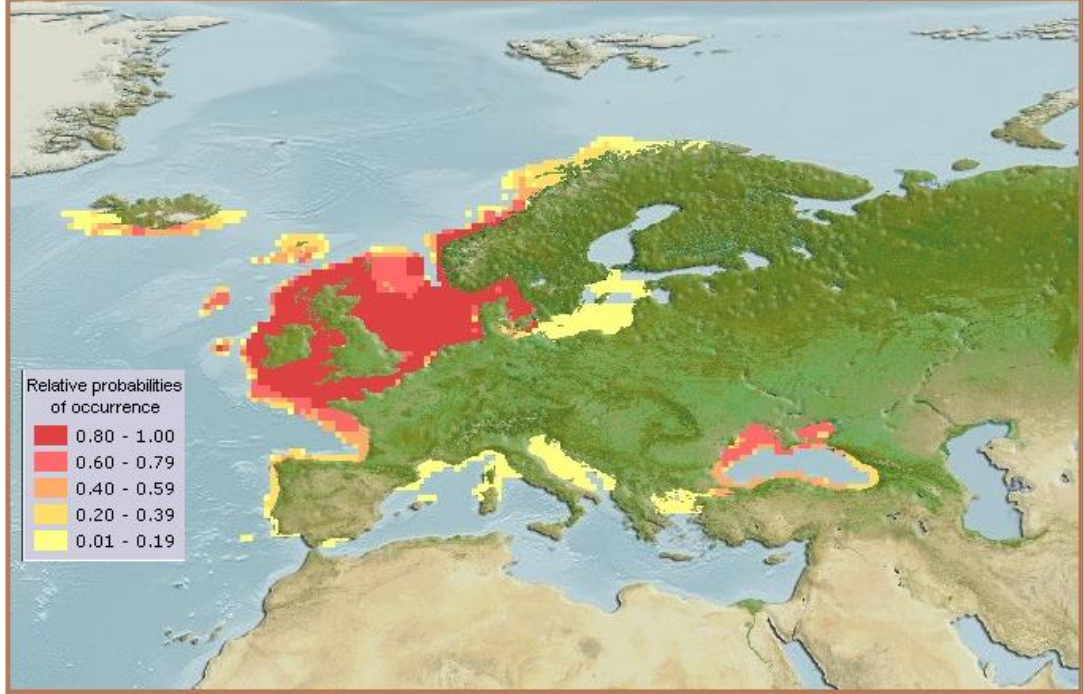 Relative probabilities
of occurrence
0.80 - 1.00
0.60 - 0.79
0.40 - 0.59
0.20 - 0.39
0.01 - 0.19